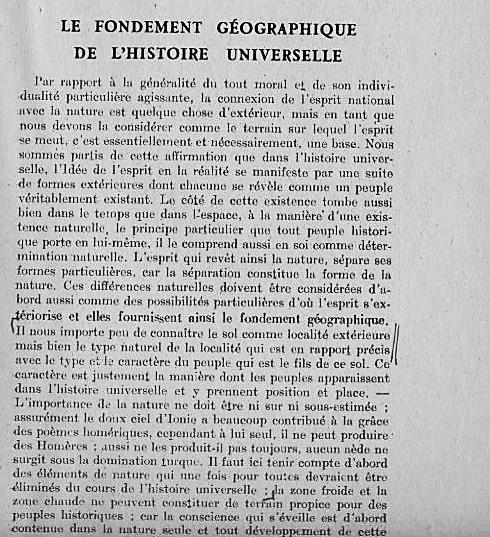 LE FONDEMENT GÉOGRAPHIQUE
DE L'HISTOIRE UNIVERSELLE
Par rapport à la généralité du tout moral et de son indivi-
dualité particulière agissante, la connexion de l'esprit national
avec la nature est quelque chose d'extérieur, mais en tant que
nous devons la considérer comme le terrain sur lequel l'esprit
se meut, c'est essentiellement et nécessairement, une base. Nous
sommes partis de cette affirmation que dans l'histoire univer-
selle, l'Idée de l'esprit en la réalité se manifeste par une suite
de formes extérieures dont chacune se révèle comme un peuple
véritablement existant. Le côté de cette existence tombe aussi
bien dans le temps que dans l'espace, à la manière d'une exis-
tence naturelle, le principe particulier que tout peuple histori-
que porte en lui-même, il le comprend aussi en soi comme déter-
mination naturelle. L'esprit qui revêt ainsi la nature, sépare ses
formes particulières, car la séparation constitue la forme de la
nature. Ces différences naturelles doivent être considérées d'a-
bord aussi comme des possibilités particulières d'où l'esprit s'ex-
tériorise et elles fournissent ainsi le fondement géographique.
Il nous importe peu de connaître le sol comme localité extérieure
mais bien le type naturel de la localité qui est en rapport précis
avec le type et le caractère du peuple qui est le fils de ce sol. Ce
caractère est justement la manière dont les peuples apparaissent
dans l'histoire universelle et y prennent position et place. —
L'importance de la nature ne doit être ni sur ni sous-estimée ;
assurément le doux ciel d'Ionie a beaucoup contribué à la grâce
des poèmes homériques, cependant à lui seul, il ne peut produire
des Homères ; aussi ne les produit-il pas toujours, aucun aède ne
surgit sous la domination turque. Il faut ici tenir compte d'abord
des éléments de nature qui une fois pour toutes devraient être
éliminés du cours de l'histoire universelle ; la zone froide et la
zone chaude ne peuvent constituer de terrain propice pour des
peuples historiques ; car la conscience qui s'éveille est d'abord
contenue dans la nature seule et tout développement de cette